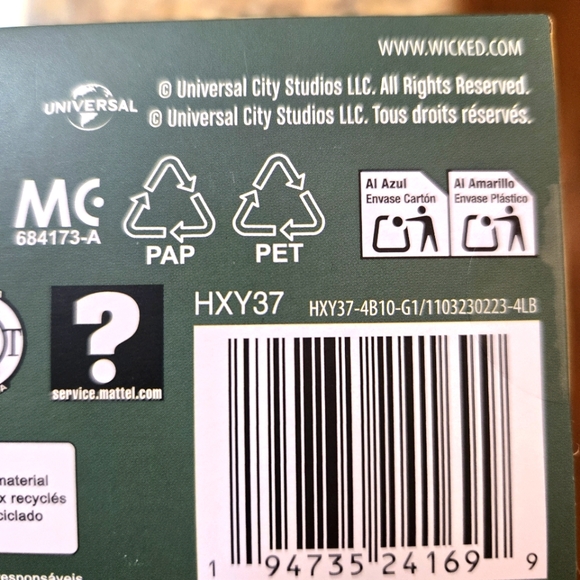 WWW.WICKED.COM
UNIVERSAL
© Universal City Studios LLC. All Rights Reserved.
© Universal City Studios LLC. Tous droits réservés.
MC
684173-A
PAP
PET
Al Azul
Envase Cartón
Al Amarillo
Envase Plástico
?
service.mattel.com
HXY37
HXY37-4B10-G1/1103230223-4LB
material
x recyclés
ciclado
1 94735 24169 9